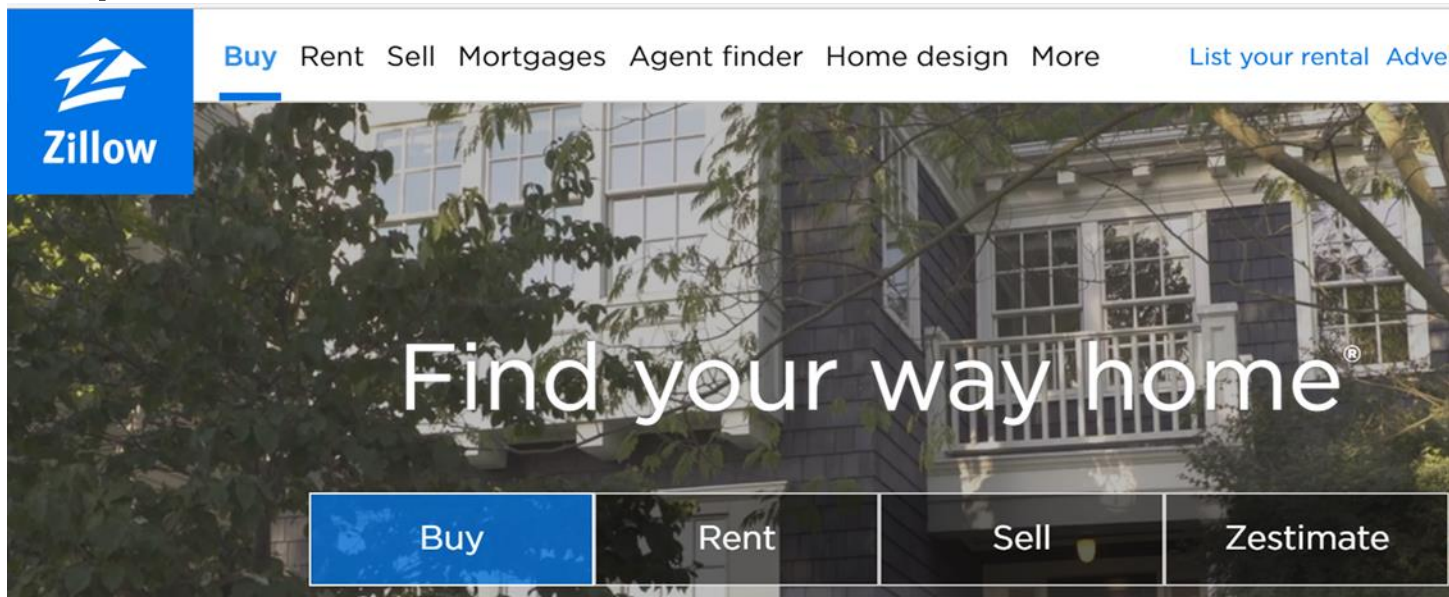 Zillow
Buy Rent Sell Mortgages Agent finder Home design More List your rental Adve
Find your way home®
Buy Rent Sell Zestimate